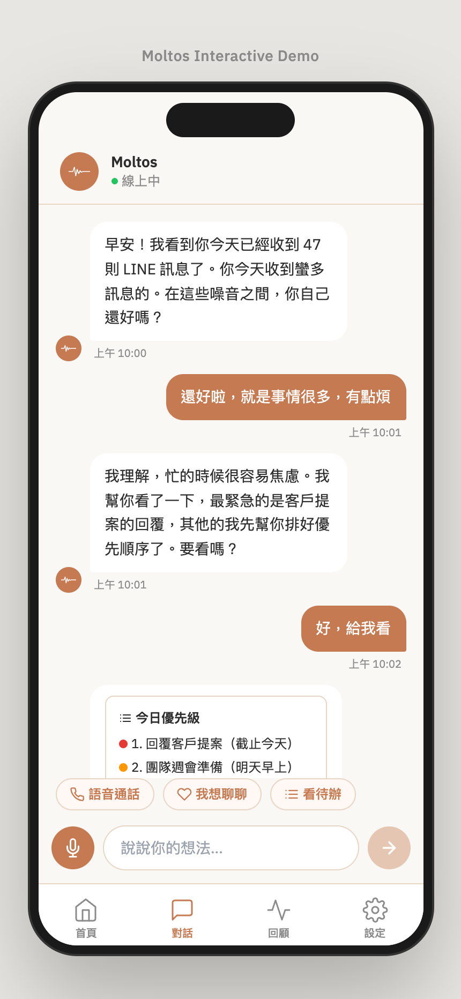 Moltos Interactive Demo
Moltos
線上中
早安！我看到你今天已經收到 47
則 LINE 訊息了。你今天收到蠻多
訊息的。在這些噪音之間，你自己
還好嗎？
上午 10:00
還好啦，就是事情很多，有點煩
上午 10:01
我理解，忙的時候很容易焦慮。我
幫你看了一下，最緊急的是客戶提
案的回覆，其他的我先幫你排好優
先順序了。要看嗎？
上午 10:01
好，給我看
上午 10:02
今日優先級
1. 回覆客戶提案（截止今天）
2. 團隊週會準備（明天早上）
語音通話
我想聊聊
看待辦
說說你的想法...
首頁
對話
回顧
設定